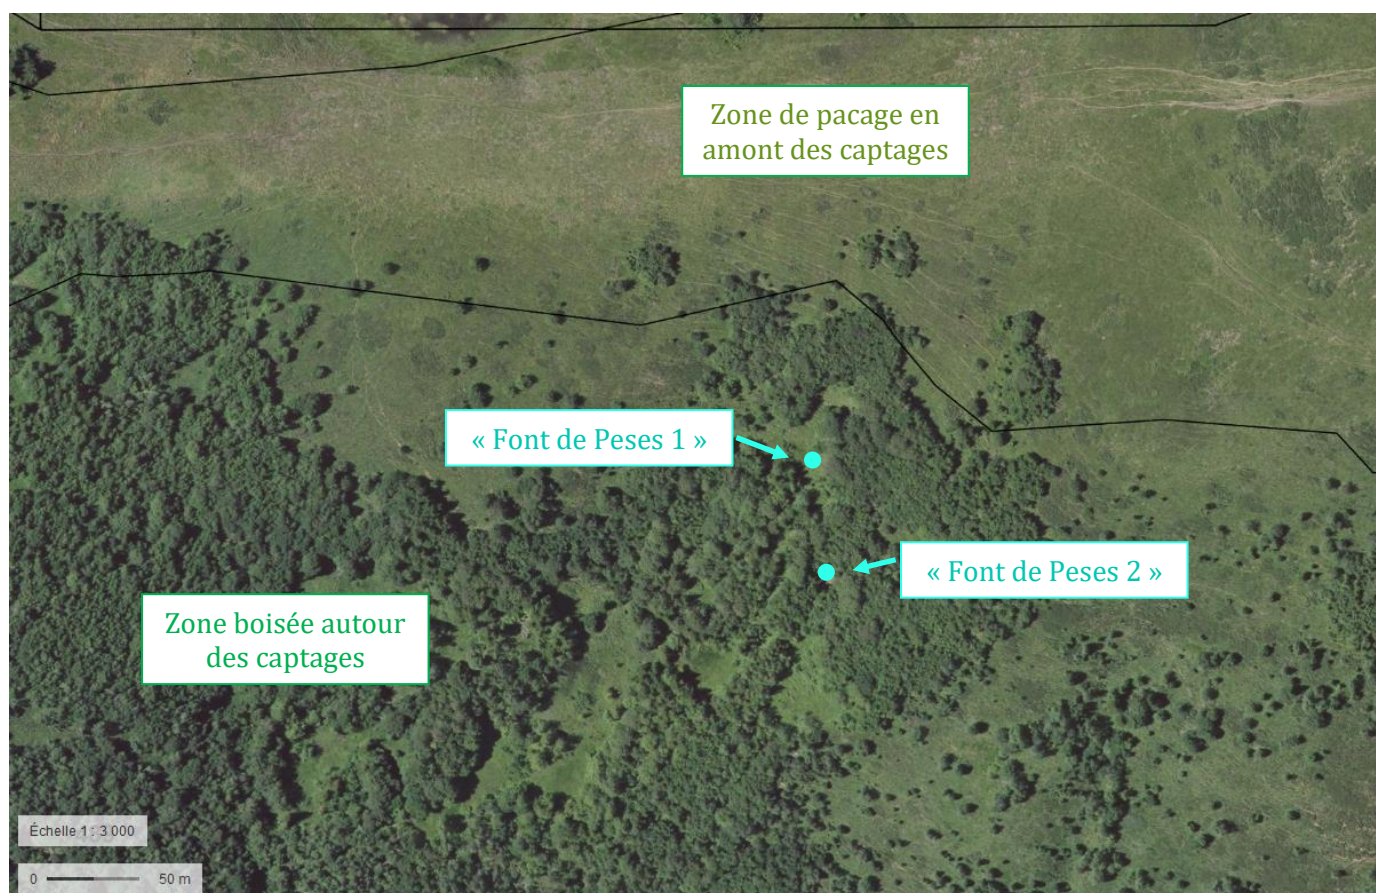 Zone de pacage en
amont des captages
« Font de Peses 1 »
« Font de Peses 2 »
Zone boisée autour
des captages
Échelle 1 : 3 000
0 50 m